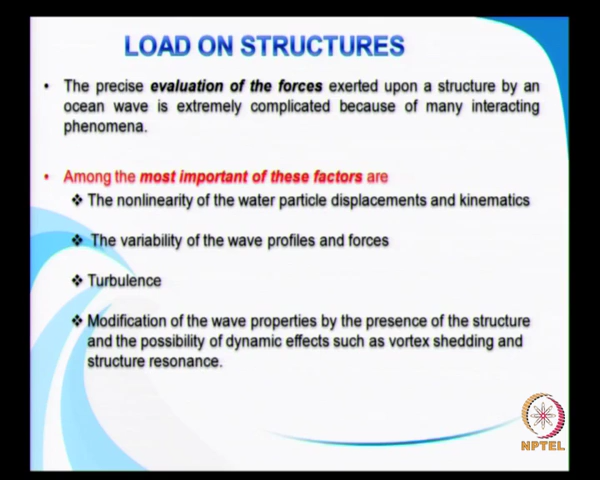 LOAD ON STRUCTURES
• The precise evaluation of the forces exerted upon a structure by an
ocean wave is extremely complicated because of many interacting
phenomena.
• Among the most important of these factors are
❖ The nonlinearity of the water particle displacements and kinematics
❖ The variability of the wave profiles and forces
❖ Turbulence
❖ Modification of the wave properties by the presence of the structure
and the possibility of dynamic effects such as vortex shedding and
structure resonance.
NPTEL